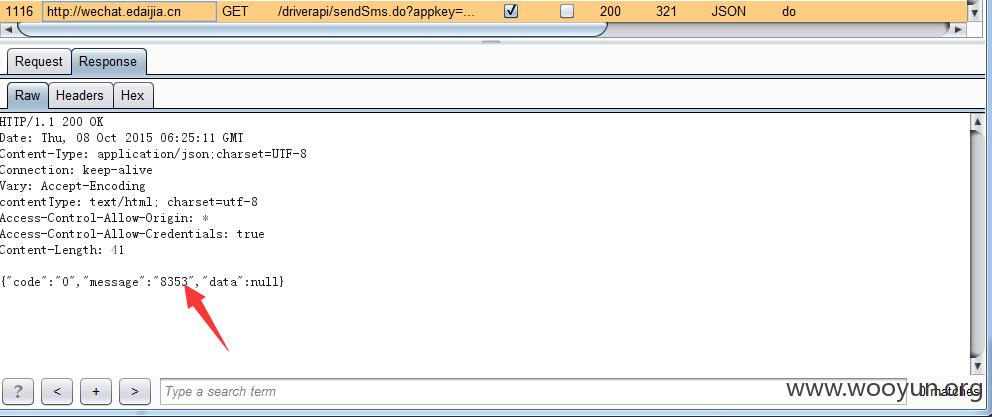 1116 http://wechat.edaijia.cn GET /driverapi/sendSms.do?appkey=... 200 321 JSON do
Request Response
Raw Headers Hex
HTTP/1.1 200 OK
Date: Thu, 08 Oct 2015 06:25:11 GMT
Content-Type: application/json;charset=UTF-8
Connection: keep-alive
Vary: Accept-Encoding
contentType: text/html; charset=utf-8
Access-Control-Allow-Origin: *
Access-Control-Allow-Credentials: true
Content-Length: 41
{"code":"0","message":"8353","data":null}
? < + > Type a search term 0 matches
www.wooyun.org